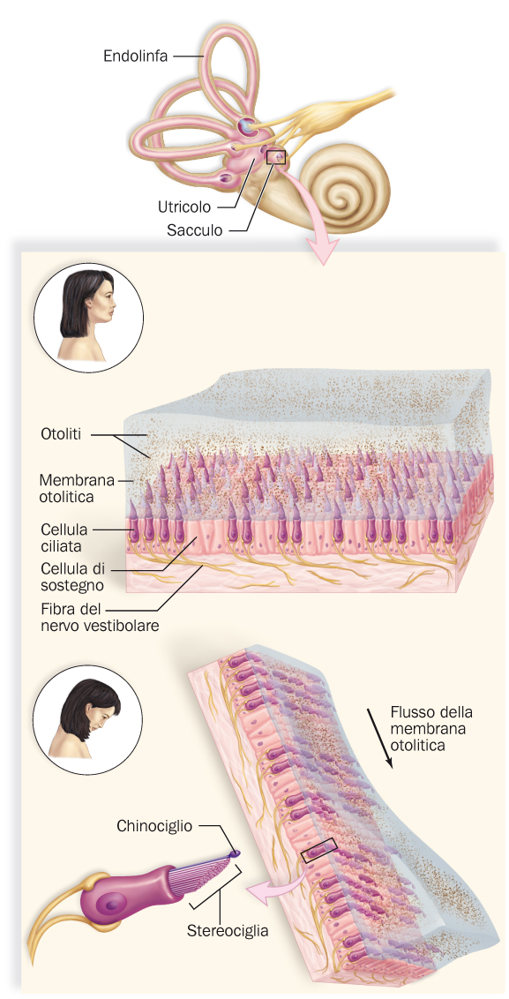 Endolinfa
Utricolo
Sacculo
Otoliti
Membrana
otolitica
Cellula
ciliata
Cellula di
sostegno
Fibra del
nervo vestibolare
Flusso della
membrana
otolitica
Chinociglio
Stereociglia